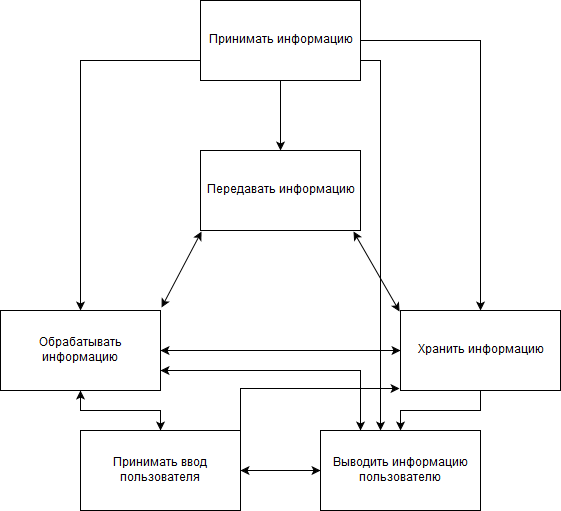 Принимать информацию
Передавать информацию
Обрабатывать
информацию
Хранить информацию
Принимать ввод
пользователя
Выводить информацию
пользователю